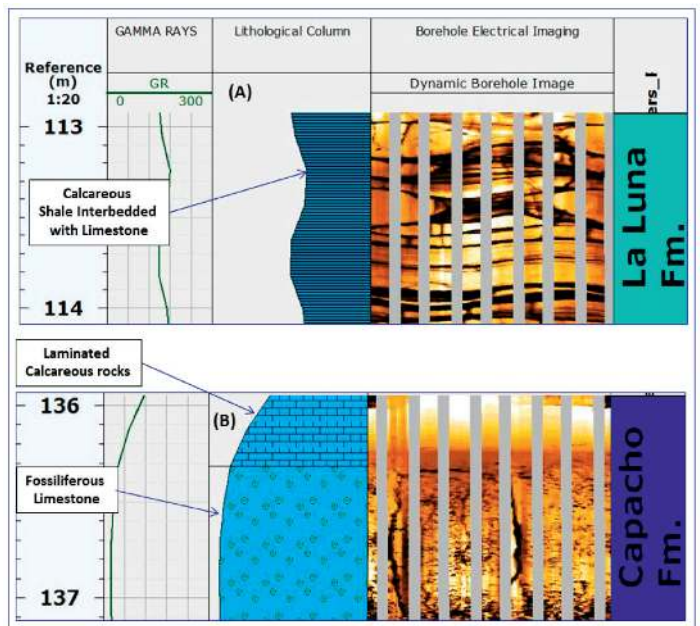 GAMMA RAYS
Lithological Column
Borehole Electrical Imaging
Reference
(m)
1:20
GR
0 300
(A)
Dynamic Borehole Image
ers_I
113
Calcareous
Shale Interbedded
with Limestone
114
La Luna
Fm.
Laminated
Calcareous rocks
136
(B)
Fossiliferous
Limestone
137
Capacho
Fm.